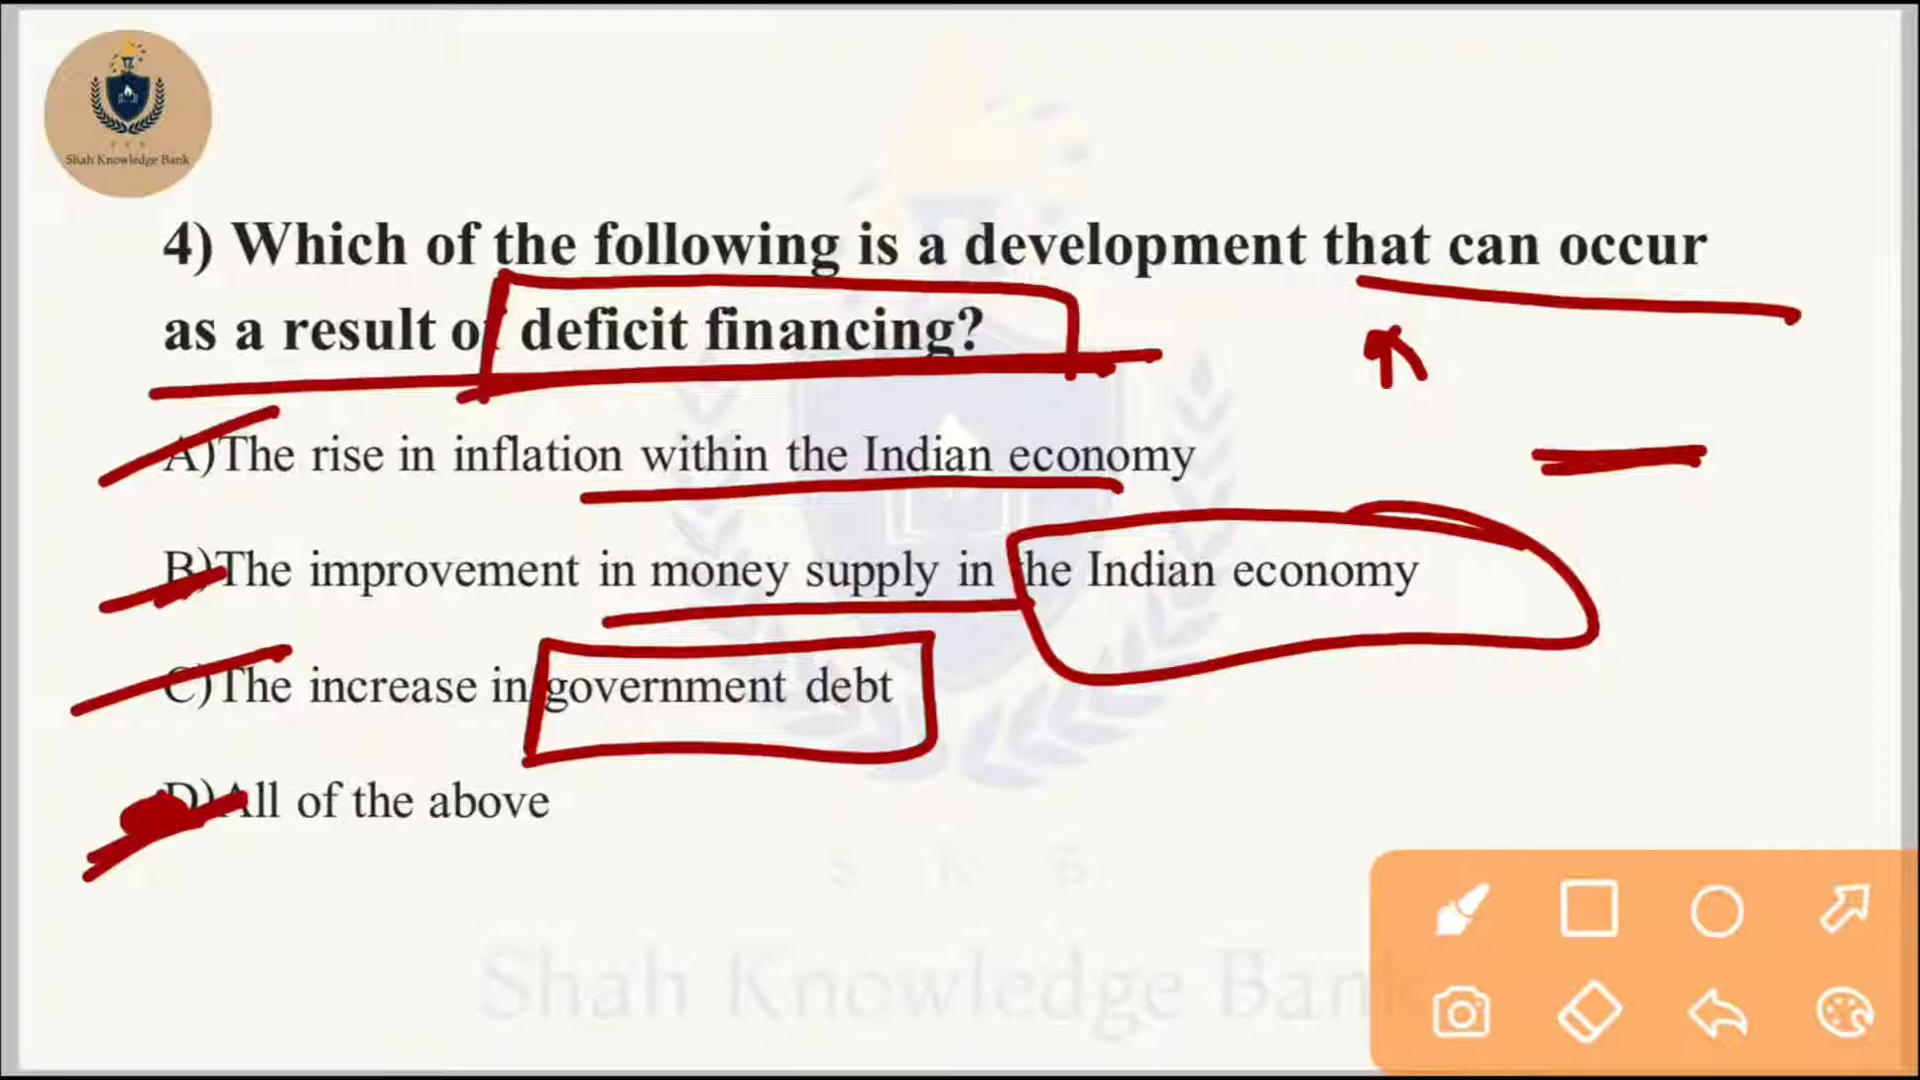 Shah Knowledge Bank
4) Which of the following is a development that can occur
as a result of deficit financing?
A)The rise in inflation within the Indian economy
B)The improvement in money supply in the Indian economy
C)The increase in government debt
D)All of the above
S K B
Shah Knowledge Bank